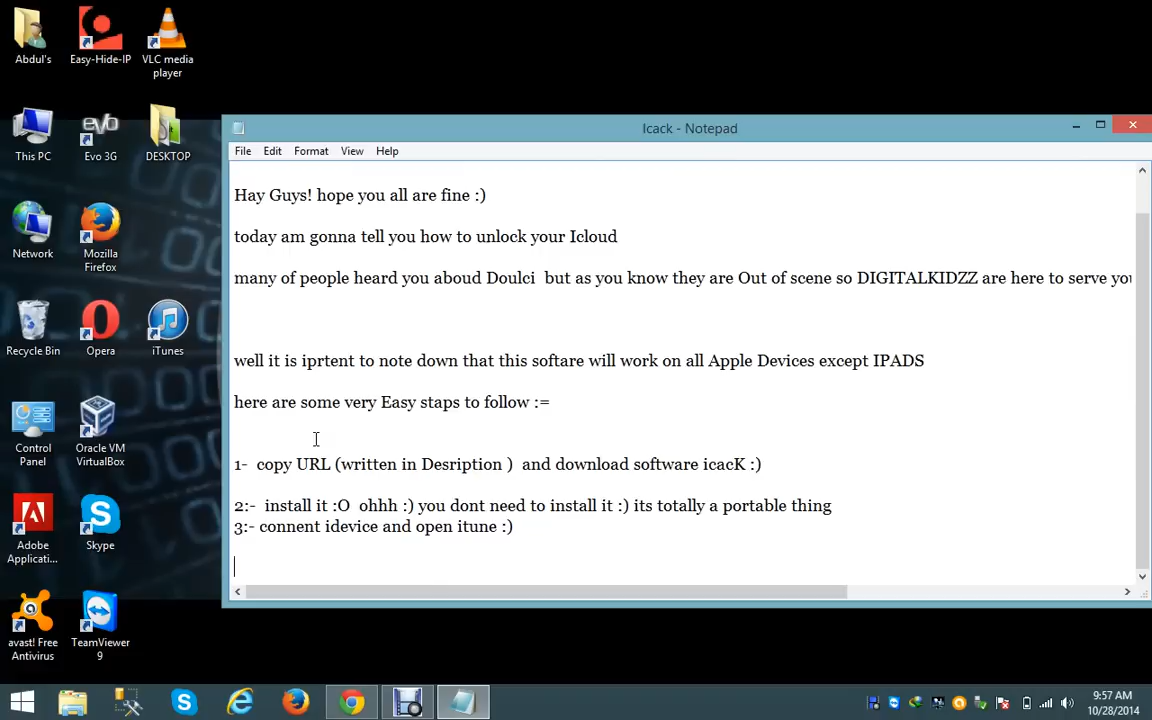 Abdul's
Easy-Hide-IP
VLC media
player
This PC
Evo 3G
DESKTOP
Network
Mozilla
Firefox
Recycle Bin
Opera
iTunes
Control
Panel
Oracle VM
VirtualBox
Adobe
Applicati...
Skype
avast! Free
Antivirus
TeamViewer
9
Icack - Notepad
File Edit Format View Help
Hay Guys! hope you all are fine :)
today am gonna tell you how to unlock your Icloud
many of people heard you aboud Doulci but as you know they are Out of scene so DIGITALKIDZZ are here to serve you
well it is iprtent to note down that this softare will work on all Apple Devices except IPADS
here are some very Easy staps to follow :=
1- copy URL (written in Desription ) and download software icacK :)
2:- install it :O ohhh :) you dont need to install it :) its totally a portable thing
3:- connent idevice and open itune :)
9:57 AM
10/28/2014